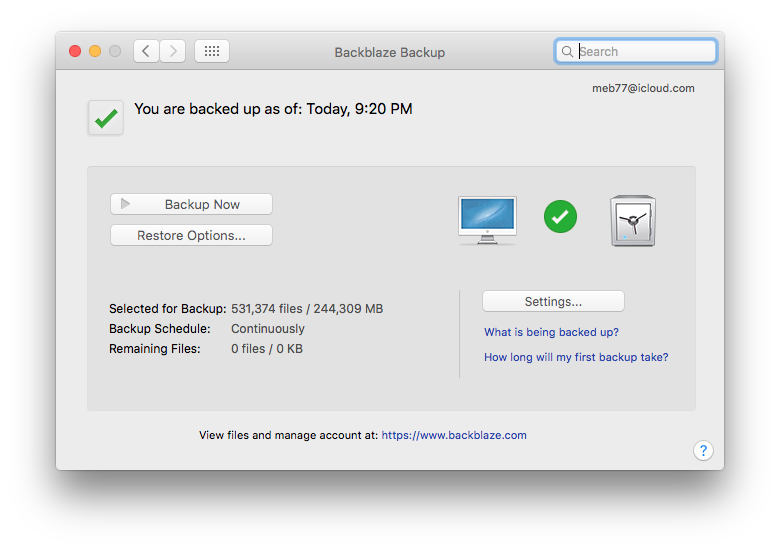 Backblaze Backup
Search
meb77@icloud.com
You are backed up as of: Today, 9:20 PM
Backup Now
Restore Options...
Selected for Backup: 531,374 files / 244,309 MB
Backup Schedule: Continuously
Remaining Files: 0 files / 0 KB
Settings...
What is being backed up?
How long will my first backup take?
View files and manage account at: https://www.backblaze.com
?